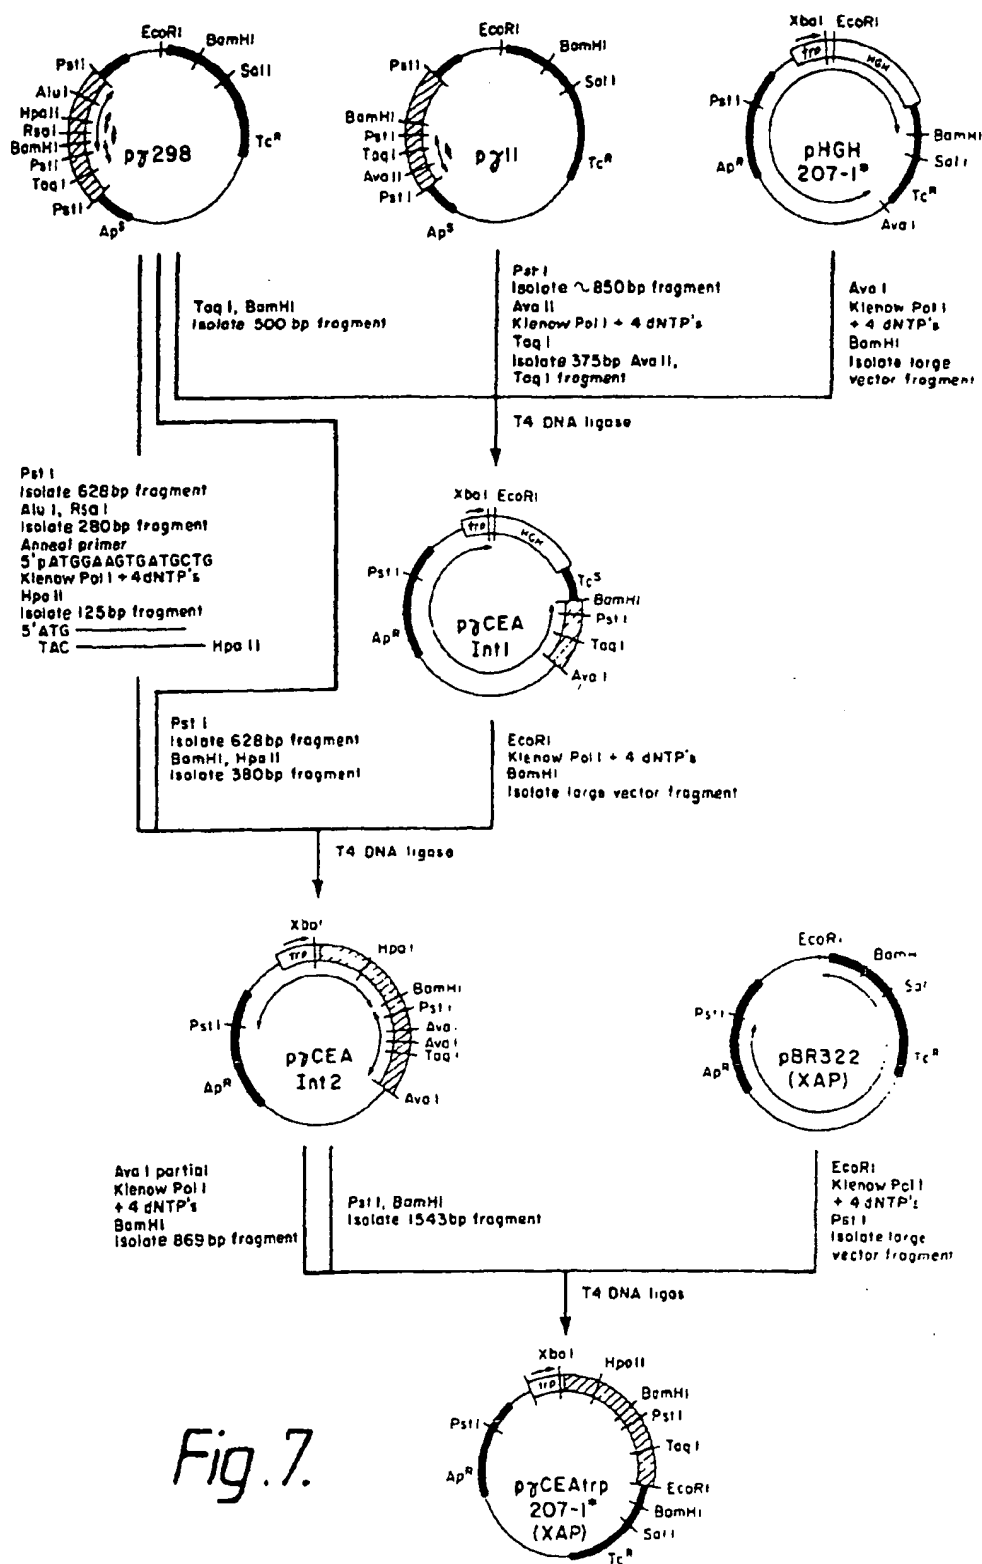 EcoRI
BamHI
SalI
TcR
ApS
PstI
TaqI
PstI
BamHI
RsaI
HpaII
AluI
PstI
pγ298
EcoRI
BamHI
SalI
TcR
ApS
PstI
AvaII
TaqI
PstI
BamHI
PstI
pγII
XbaI EcoRI
trp
HGH
PstI
ApR
BamHI
SalI
TcR
AvaI
pHGH
207-1*
TaqI, BamHI
Isolate 500 bp fragment
PstI
Isolate ~850bp fragment
AvaII
Klenow PolI + 4 dNTP's
TaqI
Isolate 375bp AvaII,
TaqI fragment
AvaI
Klenow PolI
+ 4 dNTP's
BamHI
Isolate large
vector fragment
T4 DNA ligase
PstI
Isolate 628bp fragment
AluI, RsaI
Isolate 280bp fragment
Anneal primer
5'pATGGAAGTGATGCTG
Klenow PolI + 4dNTP's
HpaII
Isolate 125bp fragment
5'ATG
TAC HpaII
XbaI EcoRI
trp
HGH
PstI
ApR
TcS
BamHI
PstI
TaqI
AvaI
pγCEA
Int1
PstI
Isolate 628bp fragment
BamHI, HpaII
Isolate 380bp fragment
EcoRI
Klenow PolI + 4 dNTP's
BamHI
Isolate large vector fragment
T4 DNA ligase
XbaI
trp
HpaI
BamHI
PstI
AvaI
AvaI
TaqI
AvaI
PstI
ApR
pγCEA
Int2
EcoRI
BamH
Sal
TcR
PstI
ApR
pBR322
(XAP)
AvaI partial
Klenow PolI
+ 4 dNTP's
BamHI
Isolate 869bp fragment
PstI, BamHI
Isolate 1543bp fragment
EcoRI
Klenow PolI
+ 4 dNTP's
PstI
Isolate large
vector fragment
T4 DNA ligas
XbaI
trp
HpaII
BamHI
PstI
TaqI
EcoRI
BamHI
SalI
TcR
PstI
ApR
pγCEAtrp
207-1*
(XAP)
Fig. 7.